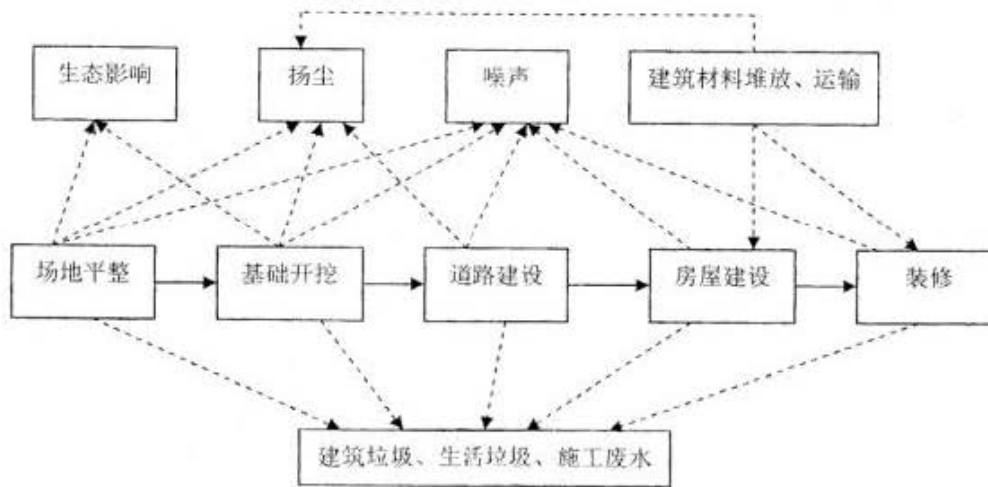 生态影响
扬尘
噪声
建筑材料堆放、运输
场地平整
基础开挖
道路建设
房屋建设
装修
建筑垃圾、生活垃圾、施工废水